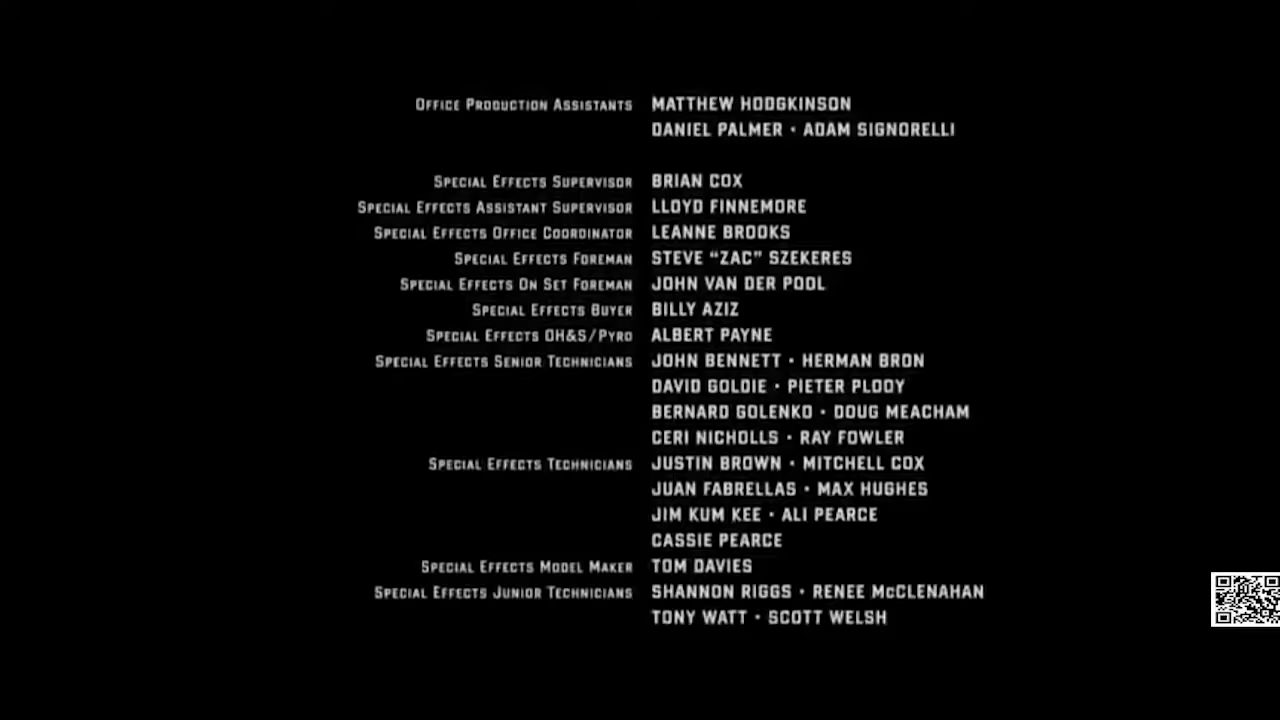 Office Production Assistants MATTHEW HODGKINSON
DANIEL PALMER • ADAM SIGNORELLI
Special Effects Supervisor BRIAN COX
Special Effects Assistant Supervisor LLOYD FINNEMORE
Special Effects Office Coordinator LEANNE BROOKS
Special Effects Foreman STEVE “ZAC” SZEKERES
Special Effects On Set Foreman JOHN VAN DER POOL
Special Effects Buyer BILLY AZIZ
Special Effects OH&S/Pyro ALBERT PAYNE
Special Effects Senior Technicians JOHN BENNETT • HERMAN BRON
DAVID GOLDIE • PIETER PLOOY
BERNARD GOLENKO • DOUG MEACHAM
CERI NICHOLLS • RAY FOWLER
Special Effects Technicians JUSTIN BROWN • MITCHELL COX
JUAN FABRELLAS • MAX HUGHES
JIM KUM KEE • ALI PEARCE
CASSIE PEARCE
Special Effects Model Maker TOM DAVIES
Special Effects Junior Technicians SHANNON RIGGS • RENEE McCLENAHAN
TONY WATT • SCOTT WELSH